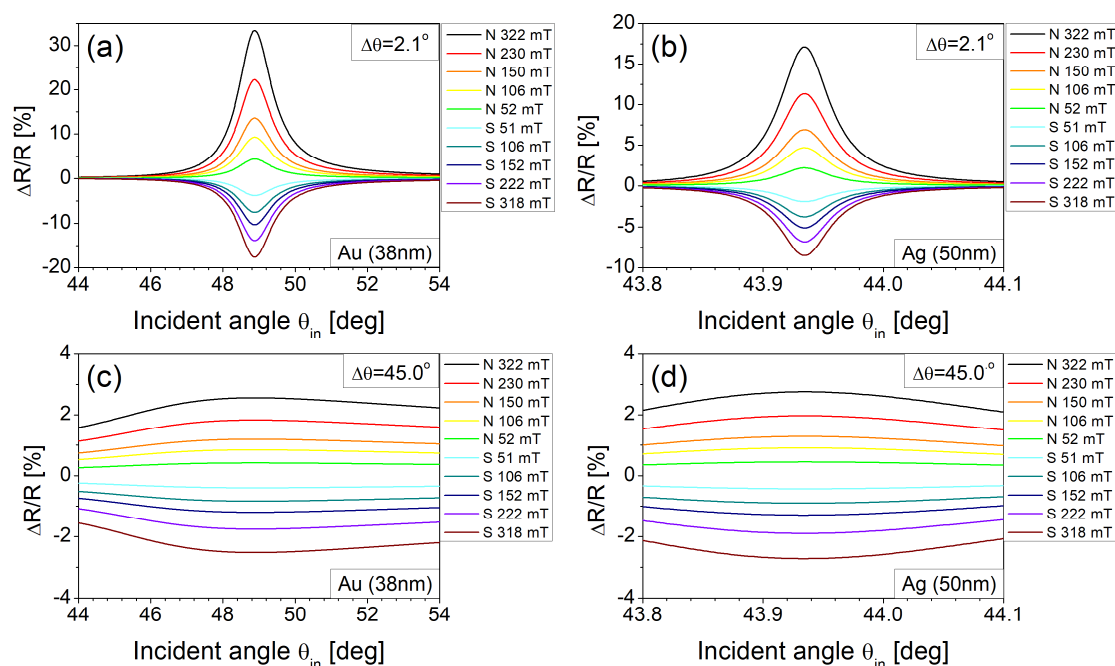 (a)
Δθ=2.1°
ΔR/R [%]
30
20
10
0
-10
-20
44 46 48 50 52 54
Au (38nm)
Incident angle θin [deg]
N 322 mT
N 230 mT
N 150 mT
N 106 mT
N 52 mT
S 51 mT
S 106 mT
S 152 mT
S 222 mT
S 318 mT
(b)
Δθ=2.1°
ΔR/R [%]
20
15
10
5
0
-5
-10
43.8 43.9 44.0 44.1
Ag (50nm)
Incident angle θin [deg]
N 322 mT
N 230 mT
N 150 mT
N 106 mT
N 52 mT
S 51 mT
S 106 mT
S 152 mT
S 222 mT
S 318 mT
(c)
Δθ=45.0°
ΔR/R [%]
4
2
0
-2
-4
44 46 48 50 52 54
Au (38nm)
Incident angle θin [deg]
N 322 mT
N 230 mT
N 150 mT
N 106 mT
N 52 mT
S 51 mT
S 106 mT
S 152 mT
S 222 mT
S 318 mT
(d)
Δθ=45.0°
ΔR/R [%]
4
2
0
-2
-4
43.8 43.9 44.0 44.1
Ag (50nm)
Incident angle θin [deg]
N 322 mT
N 230 mT
N 150 mT
N 106 mT
N 52 mT
S 51 mT
S 106 mT
S 152 mT
S 222 mT
S 318 mT